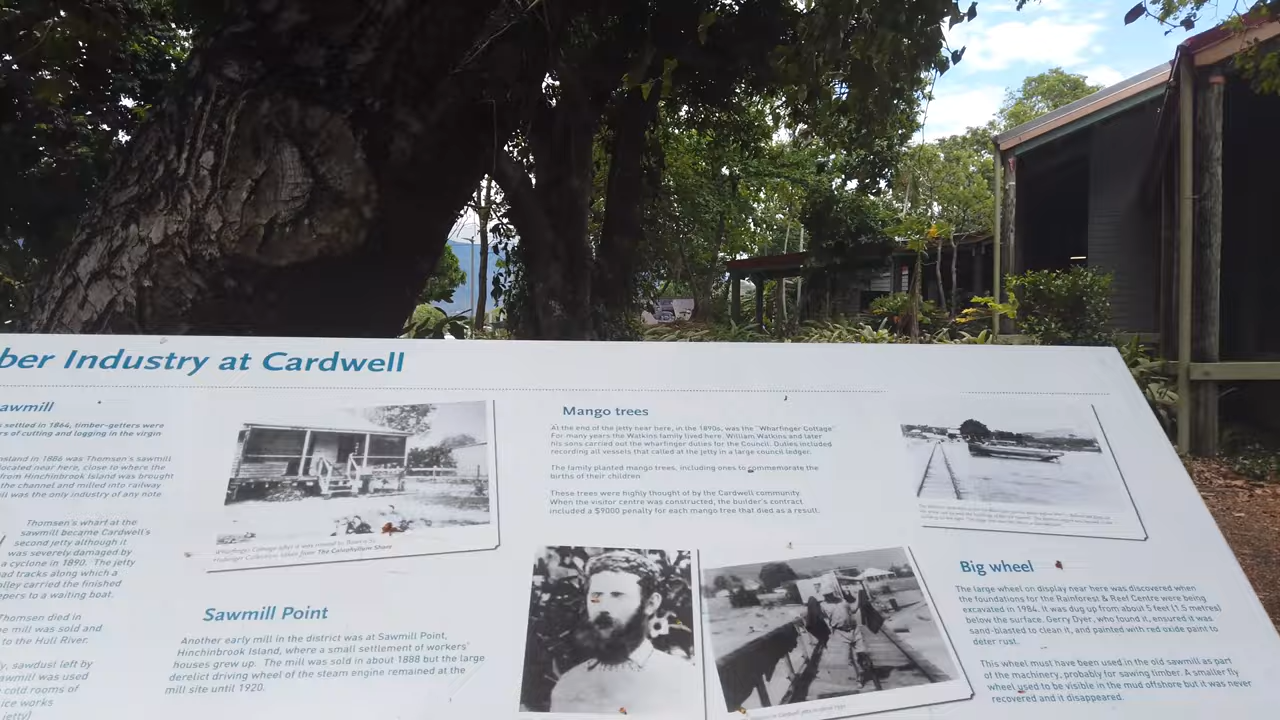 ber Industry at Cardwell
awmill
settled in 1864, timber-getters were
rs of cutting and logging in the virgin
nsland in 1886 was Thomsen's sawmill
located near here, close to where the
from Hinchinbrook Island was brought
the channel and milled into railway
ll was the only industry of any note
Thomsen's wharf at the
sawmill became Cardwell's
second jetty although it
was severely damaged by
a cyclone in 1890. The jetty
ad tracks along which a
lley carried the finished
epers to a waiting boat.
Thomsen died in
e mill was sold and
to the Hull River.
y, sawdust left by
awmill was used
cold rooms of
ice works
jetty)
Wharfinger Cottage after it was moved to
Sawmill Point
Another early mill in the district was at Sawmill Point,
Hinchinbrook Island, where a small settlement of workers'
houses grew up. The mill was sold in about 1888 but the large
derelict driving wheel of the steam engine remained at the
mill site until 1920.
Mango trees
At the end of the jetty near here, in the 1890s, was the "Wharfinger Cottage"
For many years the Watkins family lived here. William Watkins and later
his sons carried out the wharfinger duties for the Council. Duties included
recording all vessels that called at the jetty in a large council ledger.
The family planted mango trees, including ones to commemorate the
births of their children.
These trees were highly thought of by the Cardwell community.
When the visitor centre was constructed, the builder's contract
included a $9000 penalty for each mango tree that died as a result.
Big wheel
The large wheel on display near here was discovered when
the foundations for the Rainforest & Reef Centre were being
excavated in 1984. It was dug up from about 5 feet (1.5 metres)
below the surface. Gerry Dyer, who found it, ensured it was
sand-blasted to clean it, and painted with red oxide paint to
deter rust.
This wheel must have been used in the old sawmill as part
of the machinery, probably for sawing timber. A smaller fly
wheel used to be visible in the mud offshore but it was never
recovered and it disappeared.